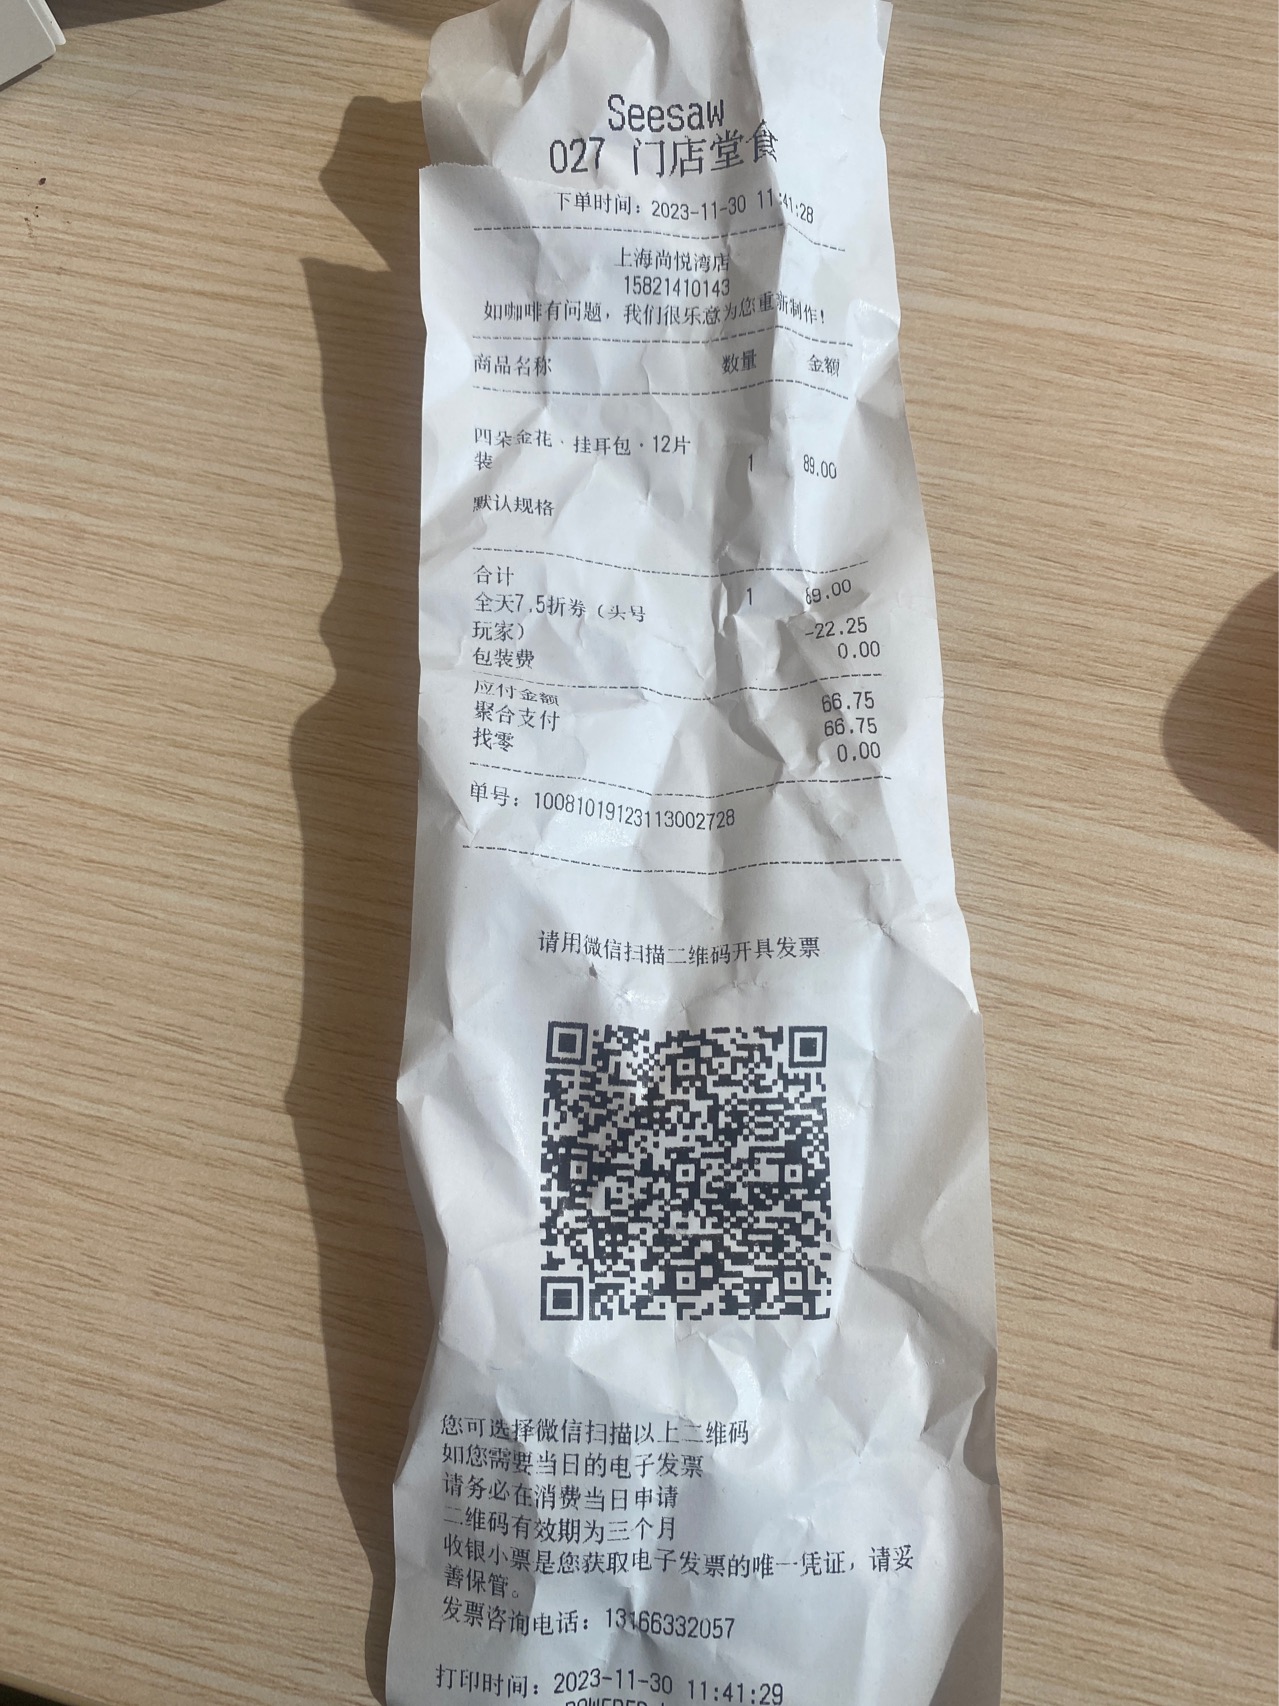 Seesaw
027 门店堂食
下单时间：2023-11-30 11:41:28
上海尚悦湾店
15821410143
如咖啡有问题，我们很乐意为您重新制作！
商品名称 数量 金额
四朵金花·挂耳包·12片
装 1 89.00
默认规格
合计 1 89.00
全天7.5折券（头号
玩家） -22.25
包装费 0.00
应付金额 66.75
聚合支付 66.75
找零 0.00
单号：10081019123113002728
请用微信扫描二维码开具发票
您可选择微信扫描以上二维码
如您需要当日的电子发票
请务必在消费当日申请
二维码有效期为三个月
收银小票是您获取电子发票的唯一凭证，请妥
善保管。
发票咨询电话：13166332057
打印时间：2023-11-30 11:41:29